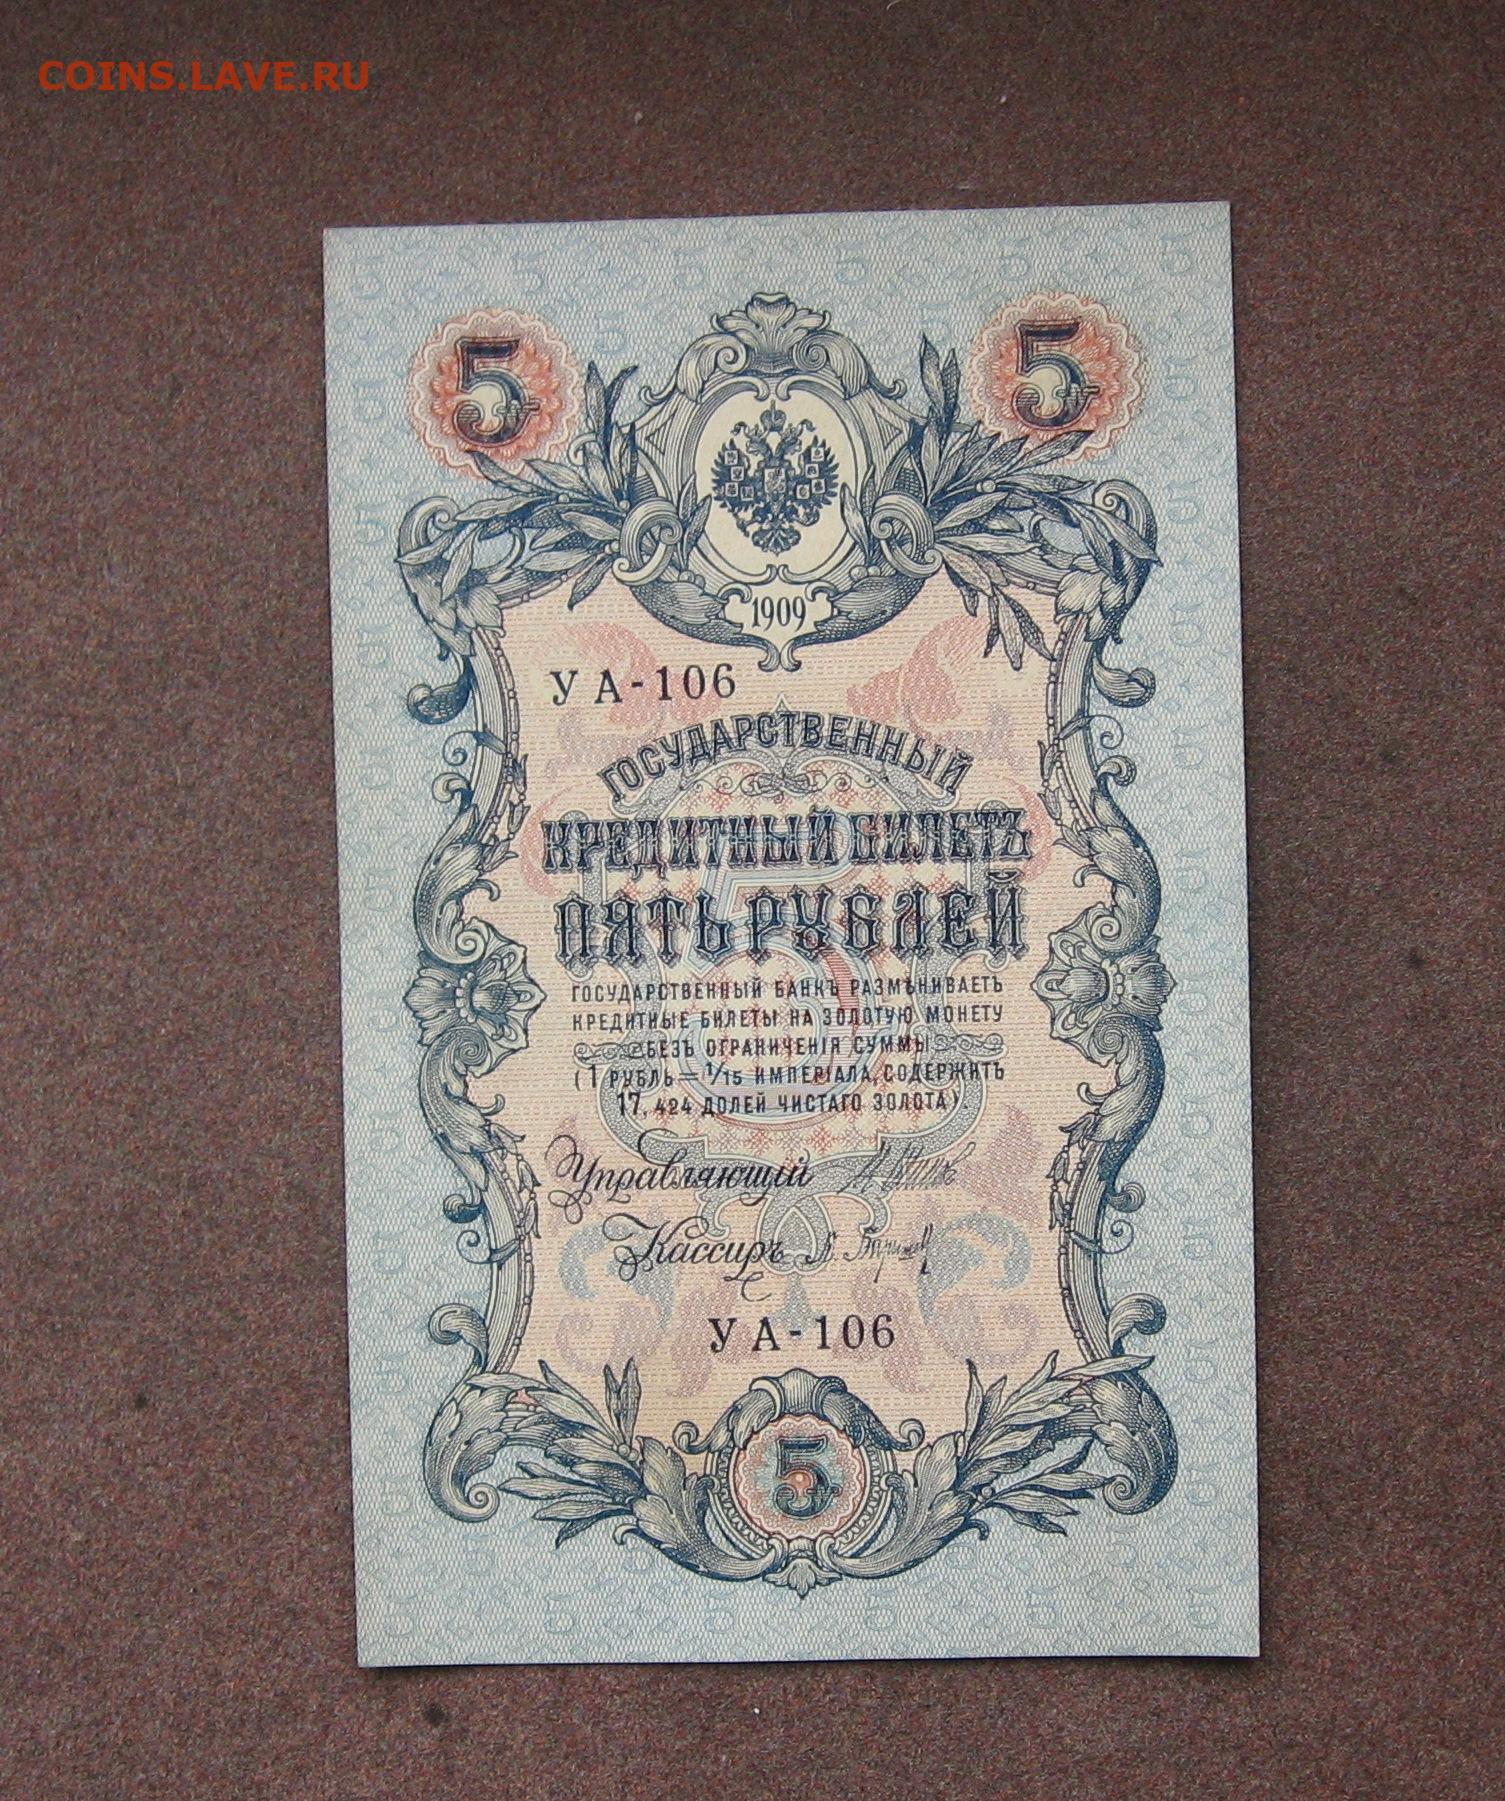 COINS.LAVE.RU
5 5
1909
УА-106
ГОСУДАРСТВЕННЫЙ
КРЕДИТНЫЙ БИЛЕТЪ
ПЯТЬ РУБЛЕЙ
ГОСУДАРСТВЕННЫЙ БАНКЪ РАЗМѢНИВАЕТЪ
КРЕДИТНЫЕ БИЛЕТЫ НА ЗОЛОТУЮ МОНЕТУ
БЕЗЪ ОГРАНИЧЕНІЯ СУММЫ
(1 РУБЛЬ — 1/15 ИМПЕРІАЛА, СОДЕРЖИТЪ
17,424 ДОЛЕЙ ЧИСТАГО ЗОЛОТА).
Управляющій
Кассиръ
УА-106
5